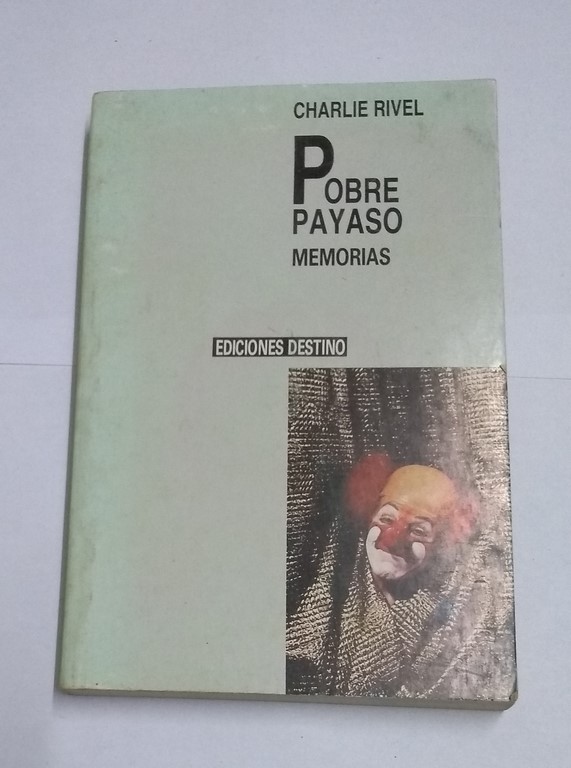 CHARLIE RIVEL
POBRE
PAYASO
MEMORIAS
EDICIONES DESTINO